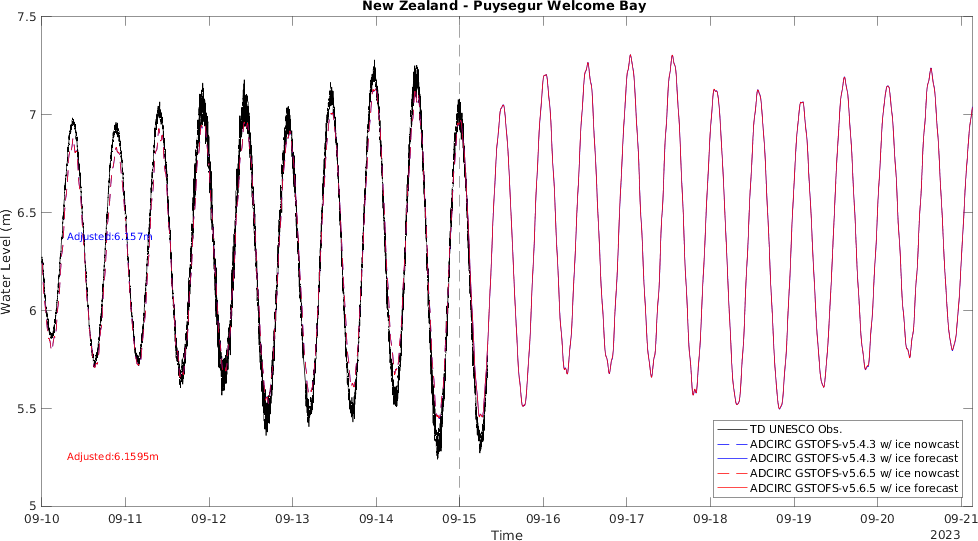 New Zealand - Puysegur Welcome Bay
7.5
7
6.5
6
5.5
5
Water Level (m)
Adjusted:6.157m
Adjusted:6.1595m
TD UNESCO Obs.
ADCIRC GSTOFS-v5.4.3 w/ ice nowcast
ADCIRC GSTOFS-v5.4.3 w/ ice forecast
ADCIRC GSTOFS-v5.6.5 w/ ice nowcast
ADCIRC GSTOFS-v5.6.5 w/ ice forecast
09-10 09-11 09-12 09-13 09-14 09-15 09-16 09-17 09-18 09-19 09-20 09-21
Time
2023